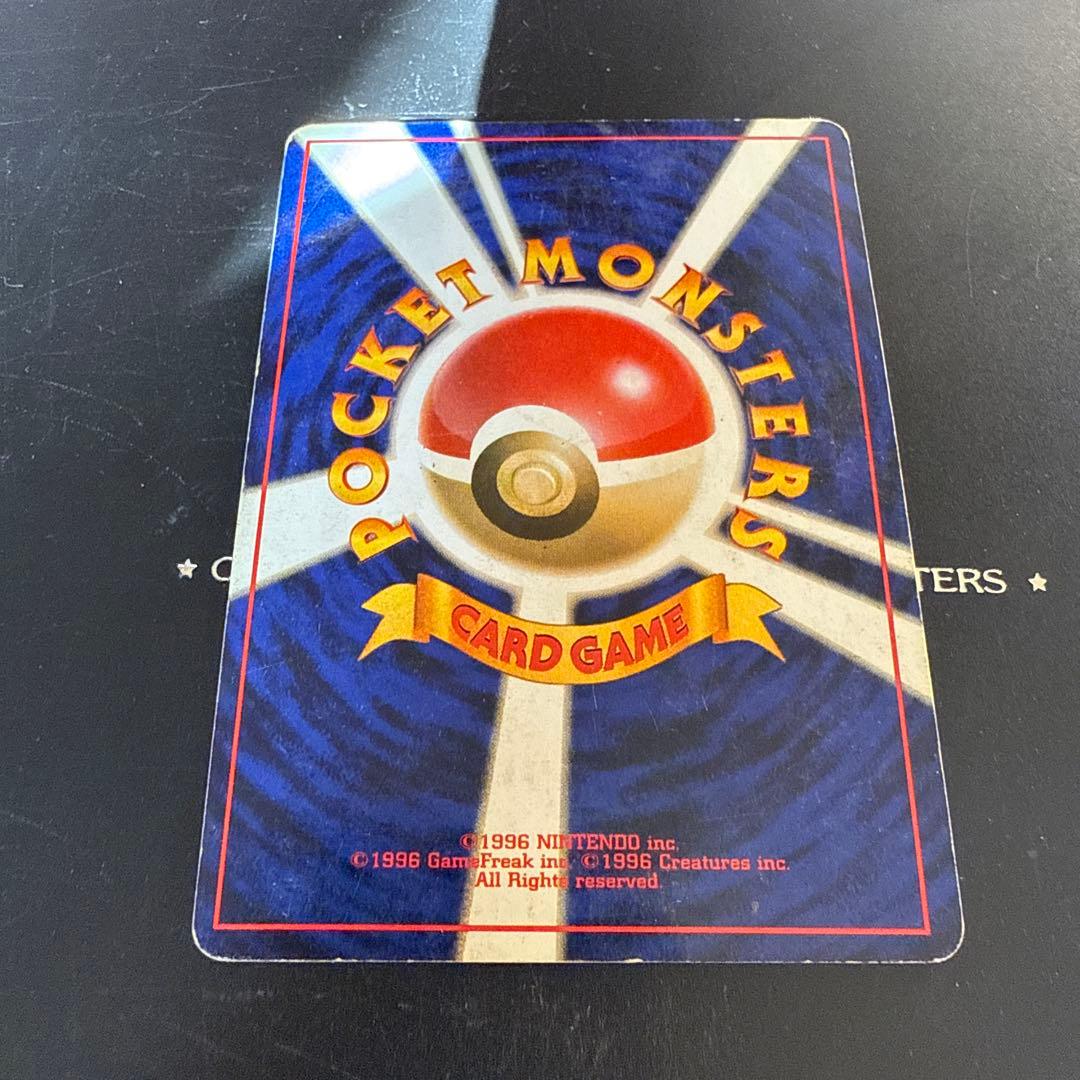 POCKET MONSTERS
CARD GAME
©1996 NINTENDO inc.
©1996 GameFreak inc. ©1996 Creatures inc.
All Rights reserved.
★ C TERS ★